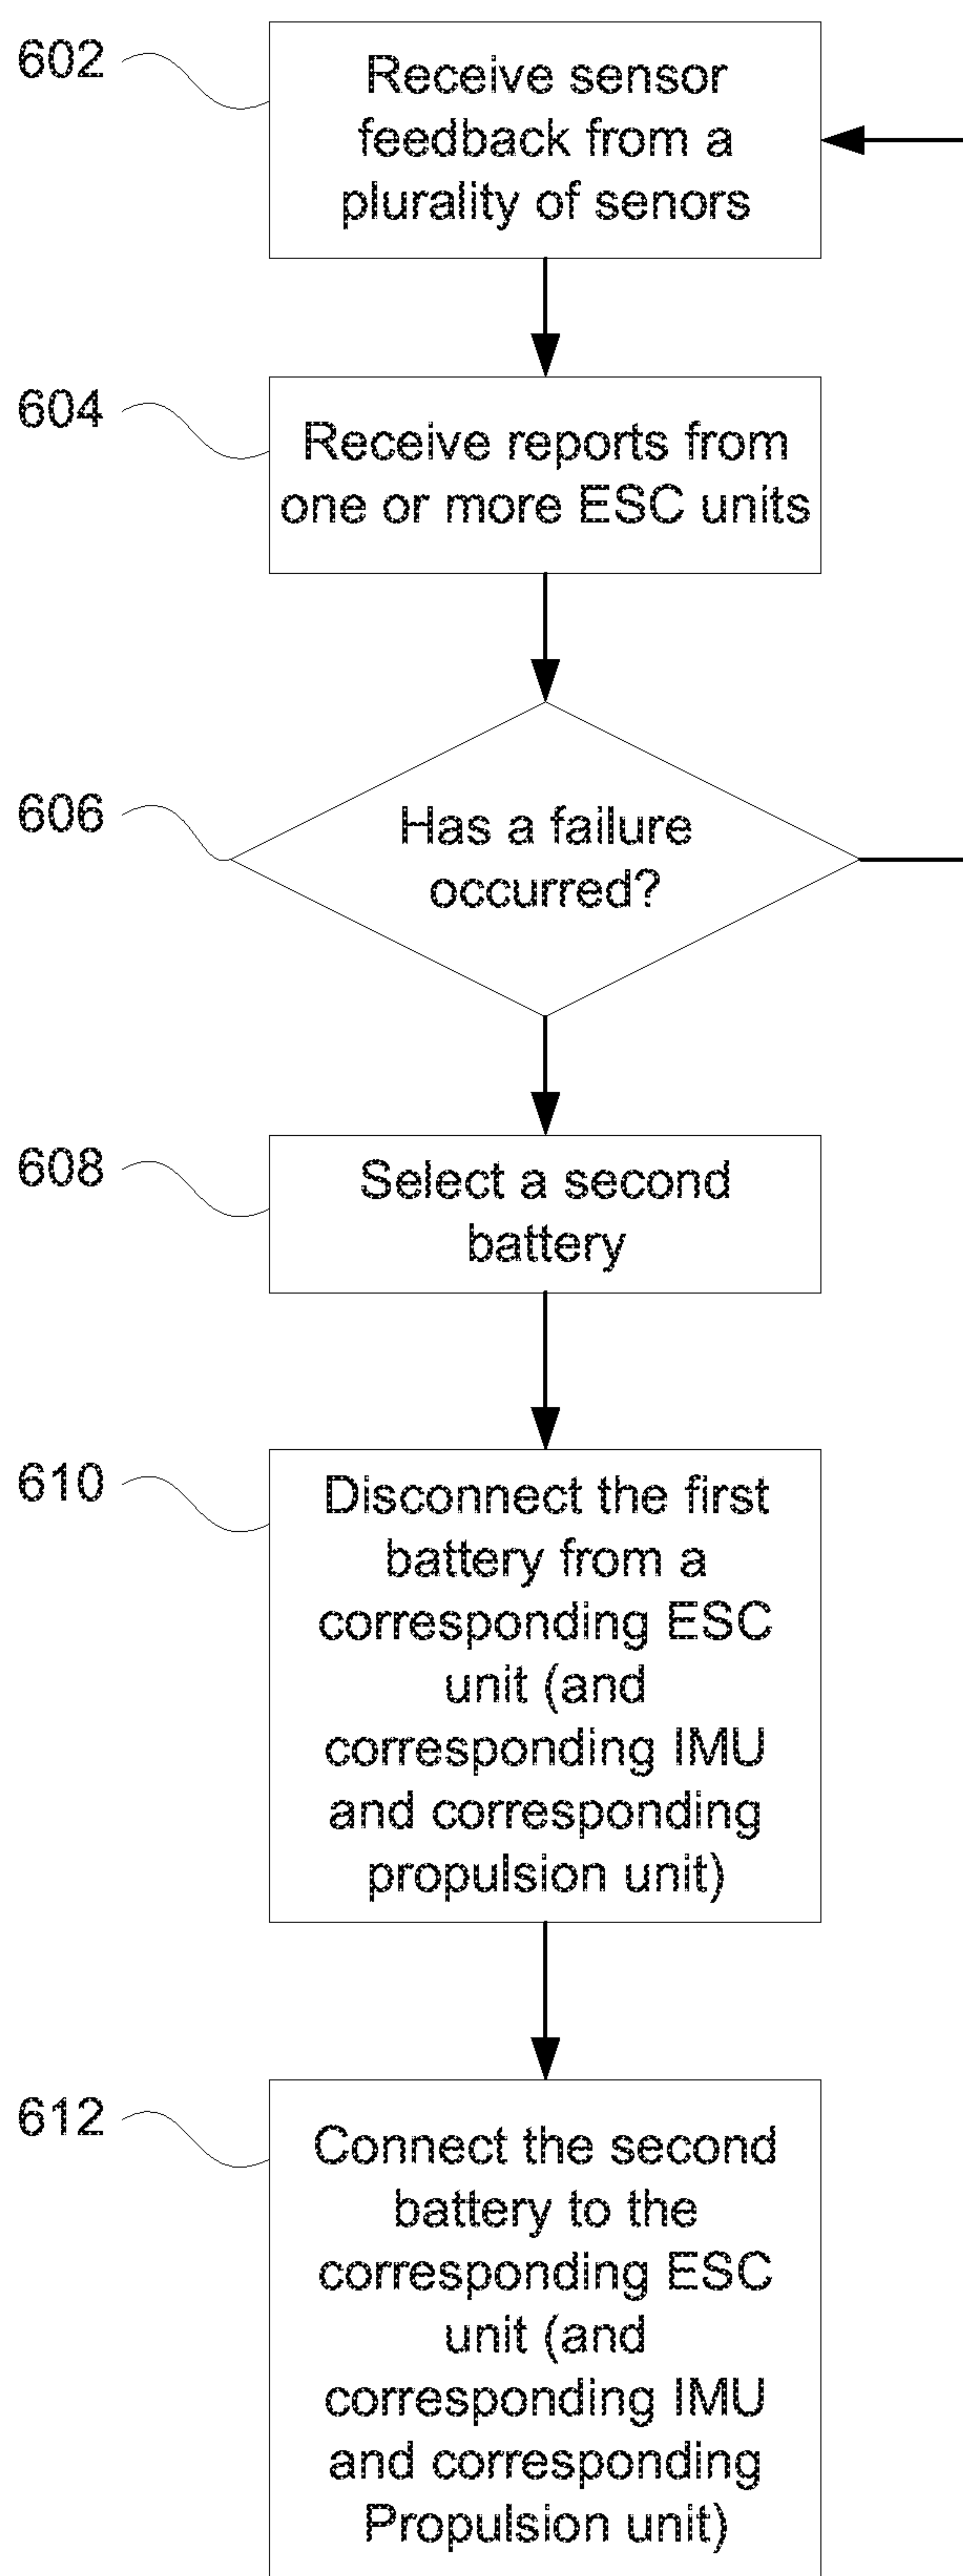 602
Receive sensor
feedback from a
plurality of senors
604
Receive reports from
one or more ESC units
606
Has a failure
occurred?
608
Select a second
battery
610
Disconnect the first
battery from a
corresponding ESC
unit (and
corresponding IMU
and corresponding
propulsion unit)
612
Connect the second
battery to the
corresponding ESC
unit (and
corresponding IMU
and corresponding
Propulsion unit)